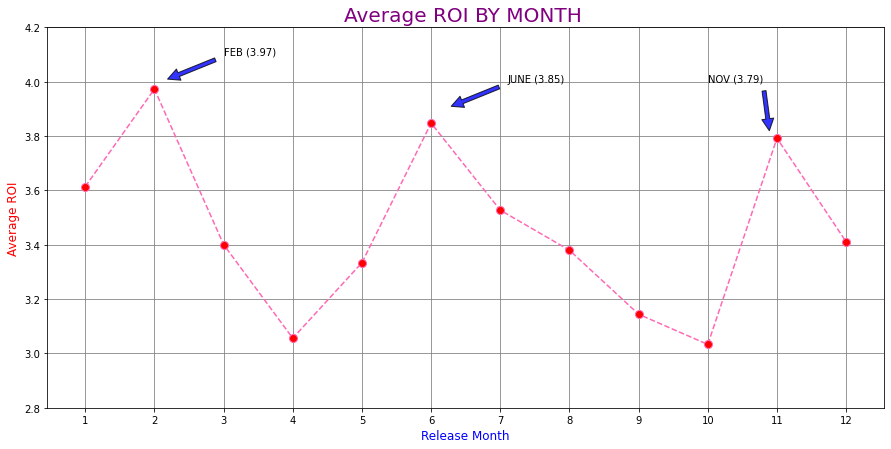 Average ROI BY MONTH
4.2
FEB (3.97)
4.0
JUNE (3.85)
NOV (3.79)
3.8
3.6
Average ROI
3.4
3.2
3.0
2.8
1 2 3 4 5 6 7 8 9 10 11 12
Release Month